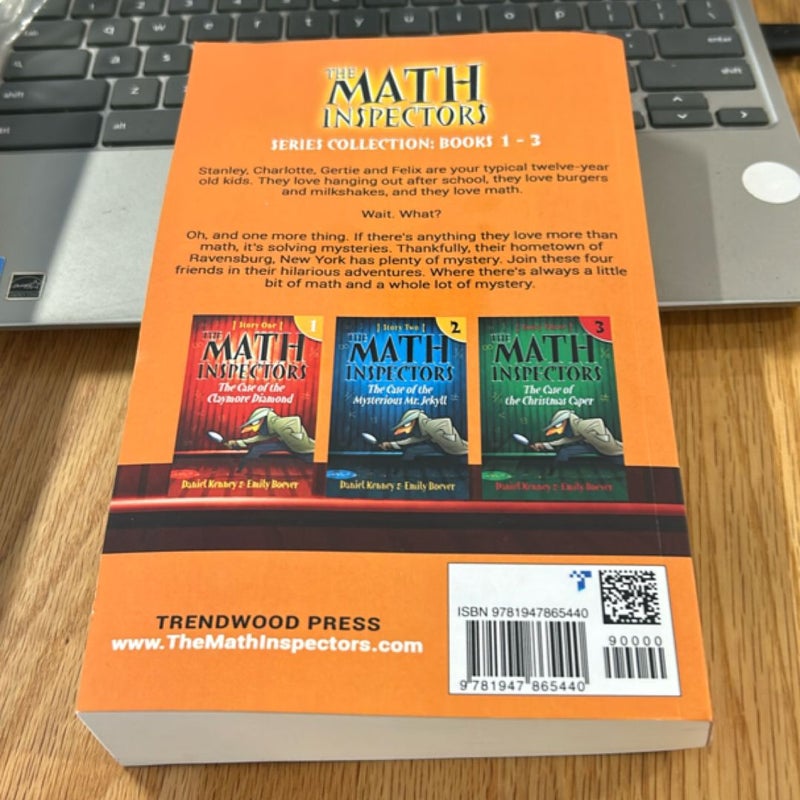 tab
q
w
e
r
t
a
s
enter
shift
shift
z
ctrl
alt
THE
MATH
INSPECTORS
SERIES COLLECTION: BOOKS 1 - 3
Stanley, Charlotte, Gertie and Felix are your typical twelve-year
old kids. They love hanging out after school, they love burgers
and milkshakes, and they love math.
Wait. What?
Oh, and one more thing. If there's anything they love more than
math, it's solving mysteries. Thankfully, their hometown of
Ravensburg, New York has plenty of mystery. Join these four
friends in their hilarious adventures. Where there's always a little
bit of math and a whole lot of mystery.
[ Story One ] 1
THE
MATH
INSPECTORS
The Case of the
Claymore Diamond
Daniel Kenney & Emily Boever
[ Story Two ] 2
THE
MATH
INSPECTORS
The Case of the
Mysterious Mr. Jekyll
Daniel Kenney & Emily Boever
3
THE
MATH
INSPECTORS
The Case of
the Christmas Caper
Daniel Kenney & Emily Boever
TRENDWOOD PRESS
www.TheMathInspectors.com
ISBN 9781947865440
90000
9 781947 865440